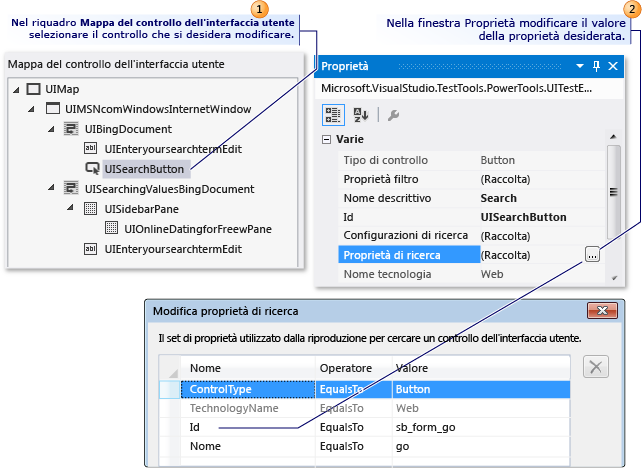 1
Nel riquadro Mappa del controllo dell'interfaccia utente
selezionare il controllo che si desidera modificare.
2
Nella finestra Proprietà modificare il valore
della proprietà desiderata.
Mappa del controllo dell'interfaccia utente
UIMap
UIMSNcomWindowsInternetWindow
UIBingDocument
UIEnteryoursearchtermEdit
UISearchButton
UISearchingValuesBingDocument
UISidebarPane
UIOnlineDatingforFreewPane
UIEnteryoursearchtermEdit
Proprietà
Microsoft.VisualStudio.TestTools.PowerTools.UITestE...
Varie
Tipo di controllo Button
Proprietà filtro (Raccolta)
Nome descrittivo Search
Id UISearchButton
Configurazioni di ricerca (Raccolta)
Proprietà di ricerca (Raccolta) ...
Nome tecnologia Web
Modifica proprietà di ricerca
Il set di proprietà utilizzato dalla riproduzione per cercare un controllo dell'interfaccia utente.
Nome Operatore Valore
ControlType EqualsTo Button
TechnologyName EqualsTo Web
Id EqualsTo sb_form_go
Nome EqualsTo go